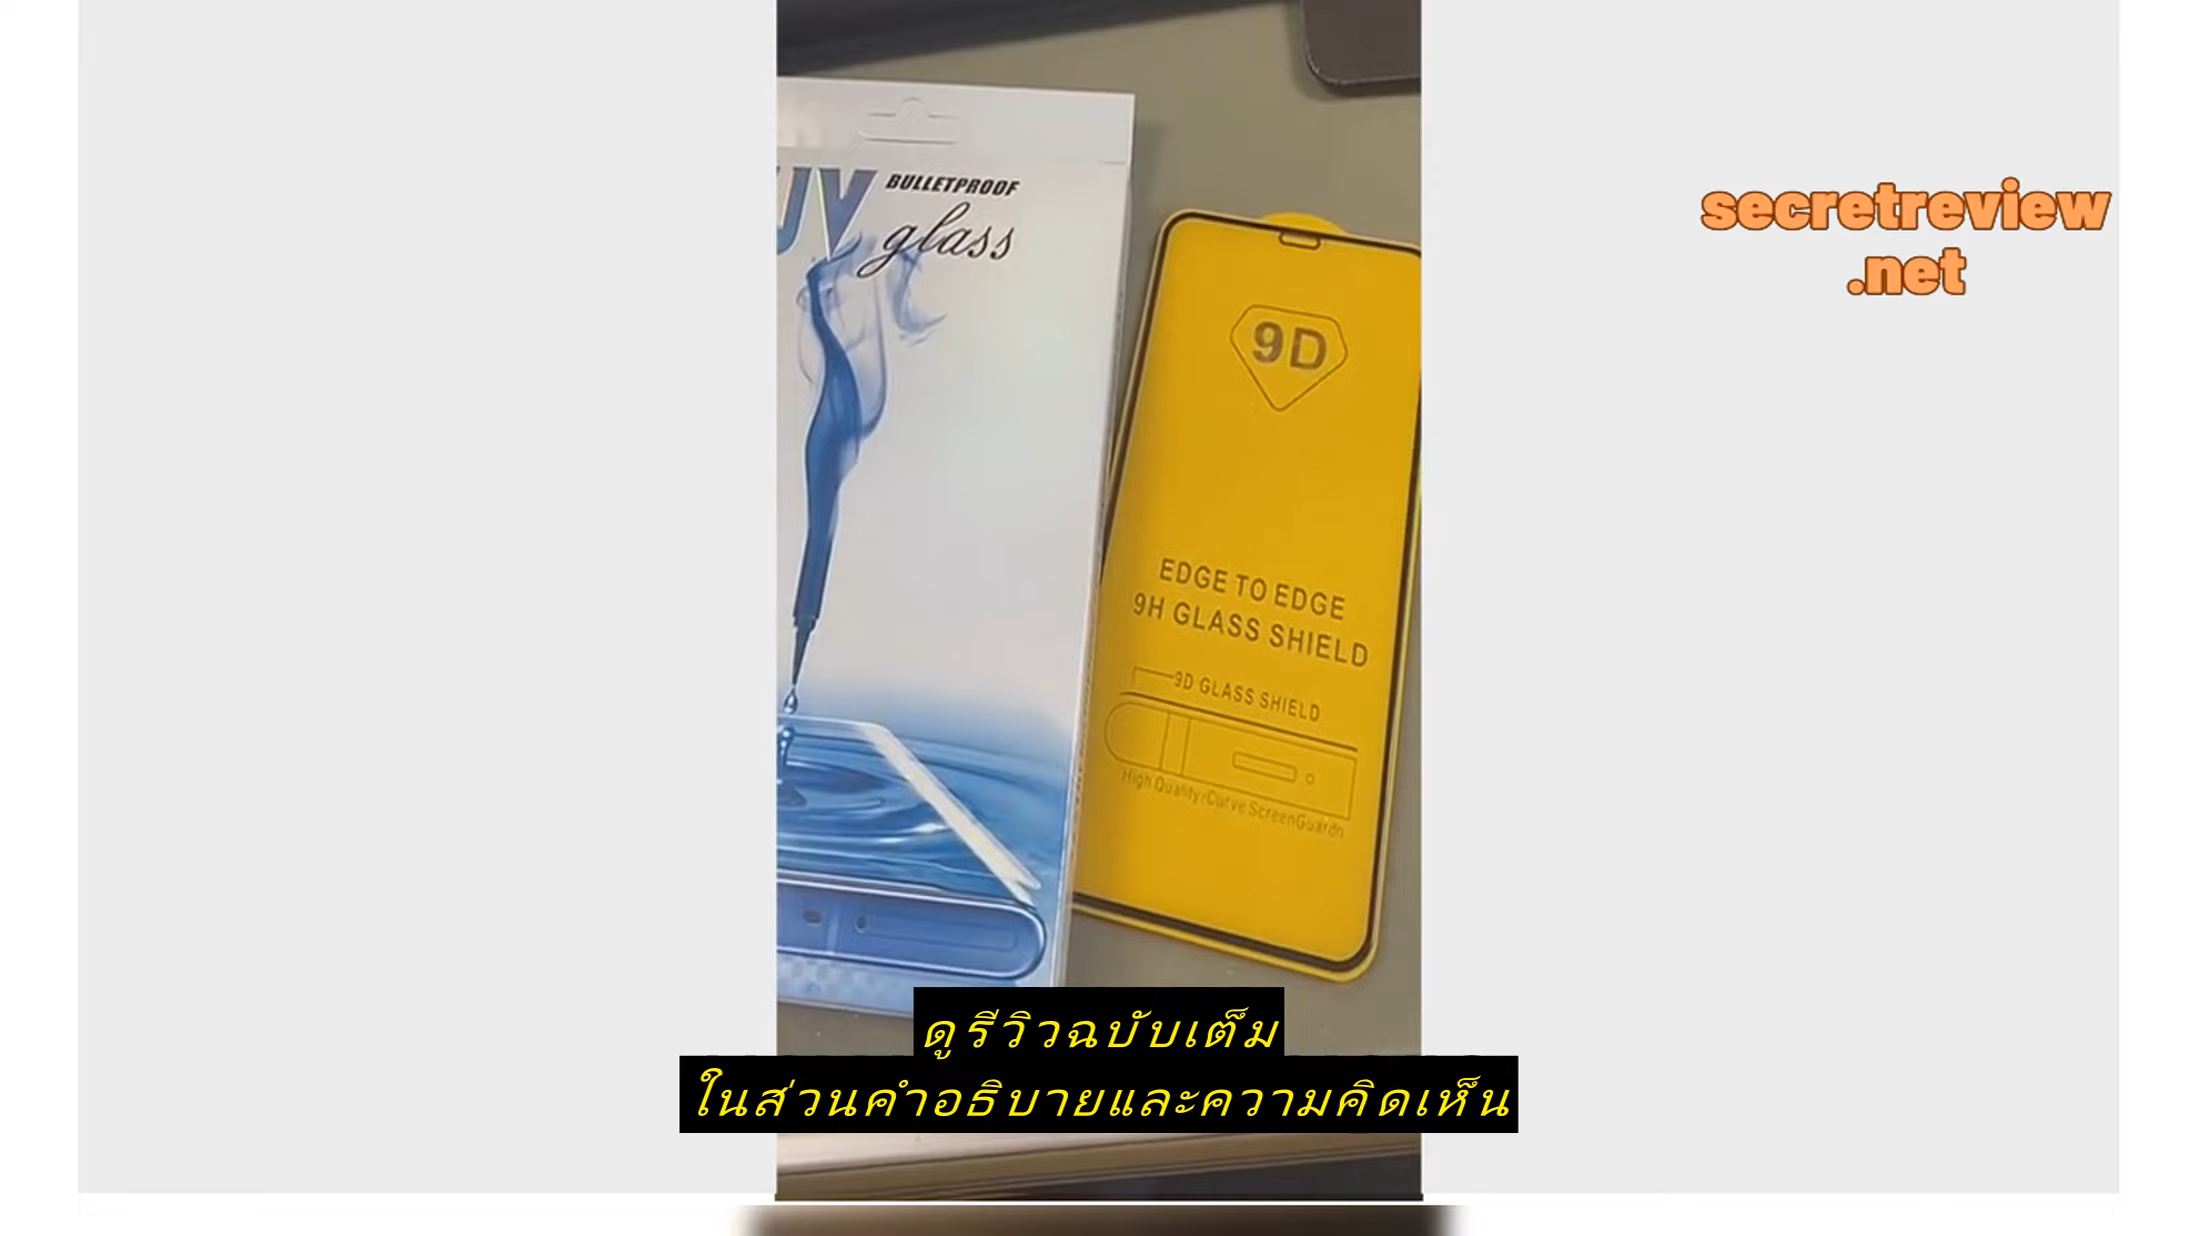 UV
BULLETPROOF
glass
secretreview
.net
9D
EDGE TO EDGE
9H GLASS SHIELD
9D GLASS SHIELD
High Quality:Curve ScreenGuardn
ดูรีวิวฉบับเต็ม
ในส่วนคำอธิบายและความคิดเห็น